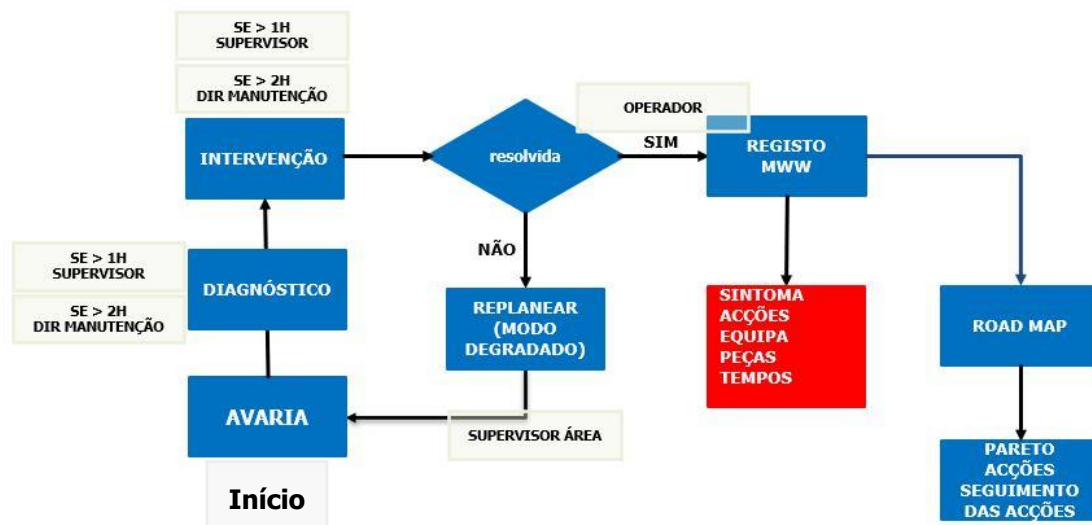 SE > 1H
SUPERVISOR
SE > 2H
DIR MANUTENÇÃO
OPERADOR
INTERVENÇÃO
resolvida
SIM
REGISTO
MWW
NÃO
SE > 1H
SUPERVISOR
SE > 2H
DIR MANUTENÇÃO
DIAGNÓSTICO
REPLANEAR
(MODO
DEGRADADO)
SINTOMA
ACÇÕES
EQUIPA
PEÇAS
TEMPOS
ROAD MAP
AVARIA
SUPERVISOR ÁREA
PARETO
ACÇÕES
SEGUIMENTO
DAS ACÇÕES
Início